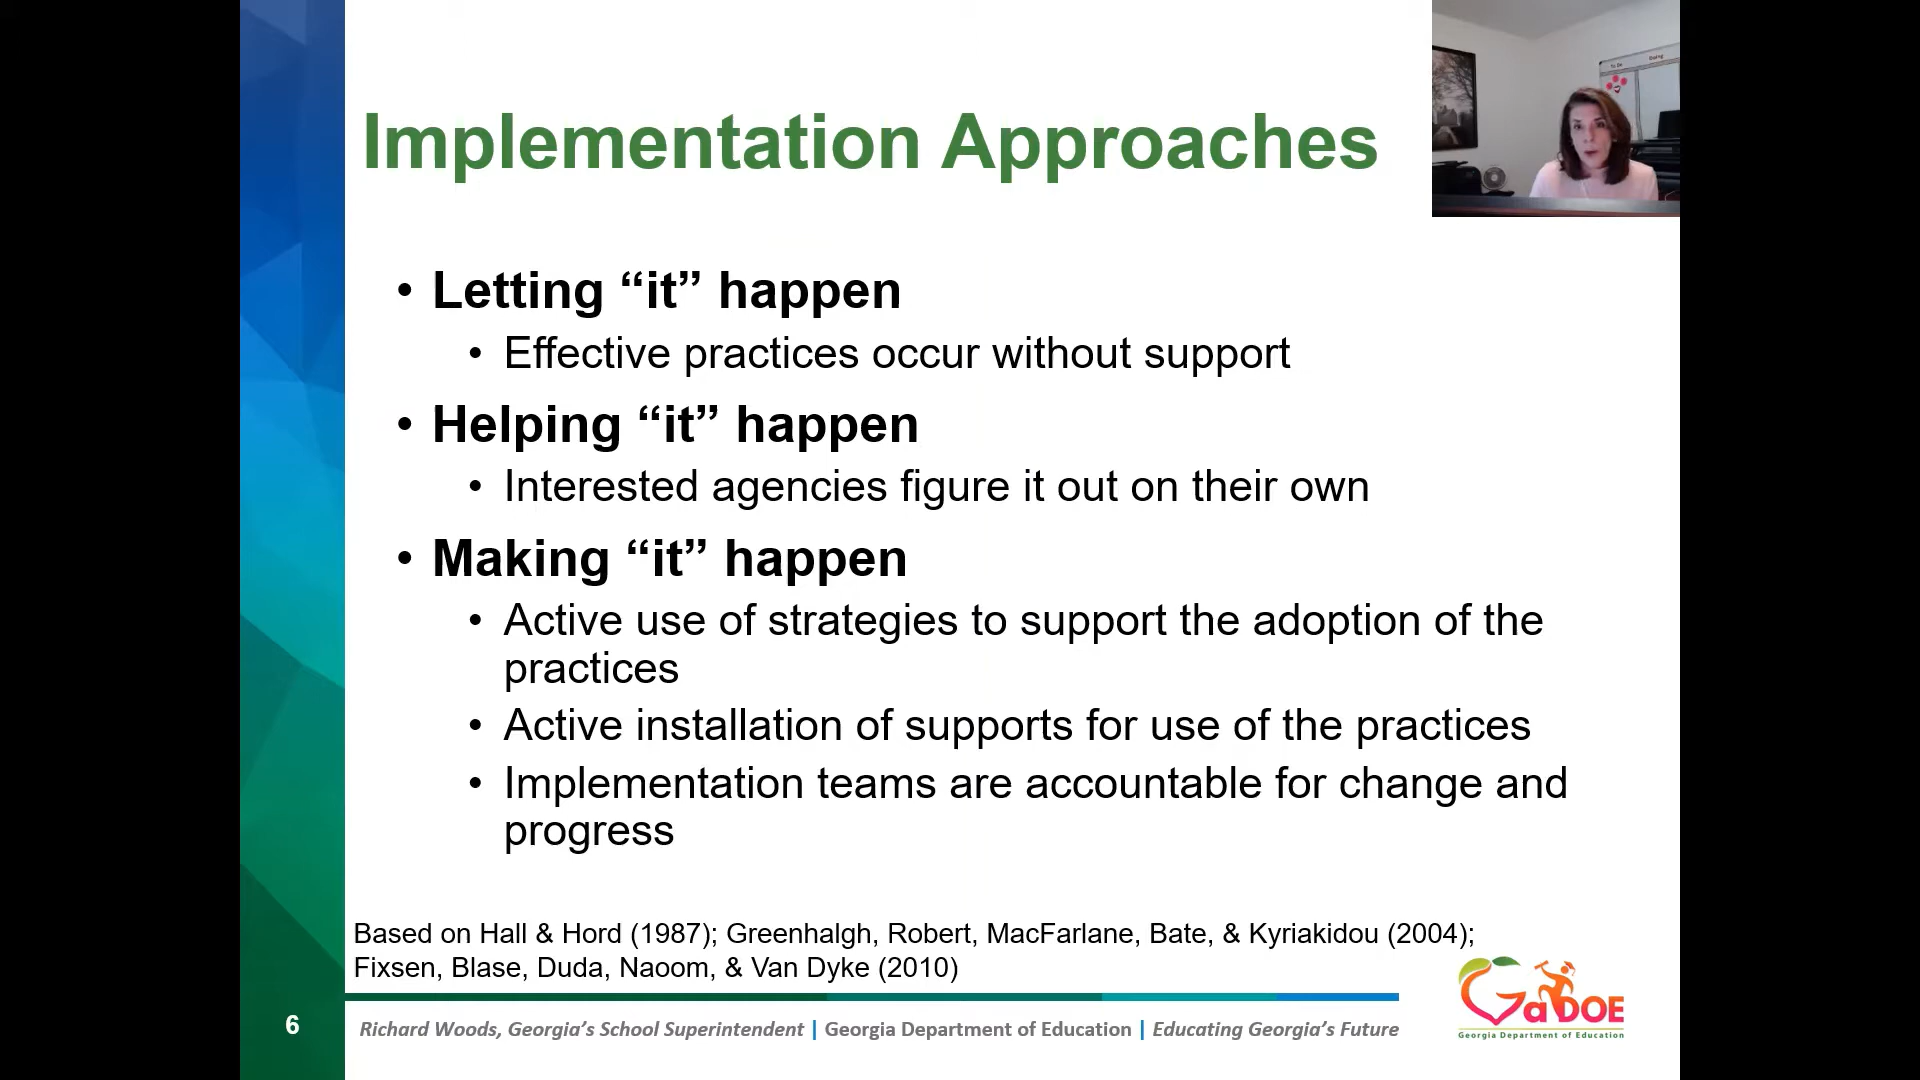 Implementation Approaches
To Do
Doing
• Letting “it” happen
• Effective practices occur without support
• Helping “it” happen
• Interested agencies figure it out on their own
• Making “it” happen
• Active use of strategies to support the adoption of the
practices
• Active installation of supports for use of the practices
• Implementation teams are accountable for change and
progress
Based on Hall & Hord (1987); Greenhalgh, Robert, MacFarlane, Bate, & Kyriakidou (2004);
Fixsen, Blase, Duda, Naoom, & Van Dyke (2010)
6
Richard Woods, Georgia’s School Superintendent | Georgia Department of Education | Educating Georgia’s Future
GaDOE
Georgia Department of Education